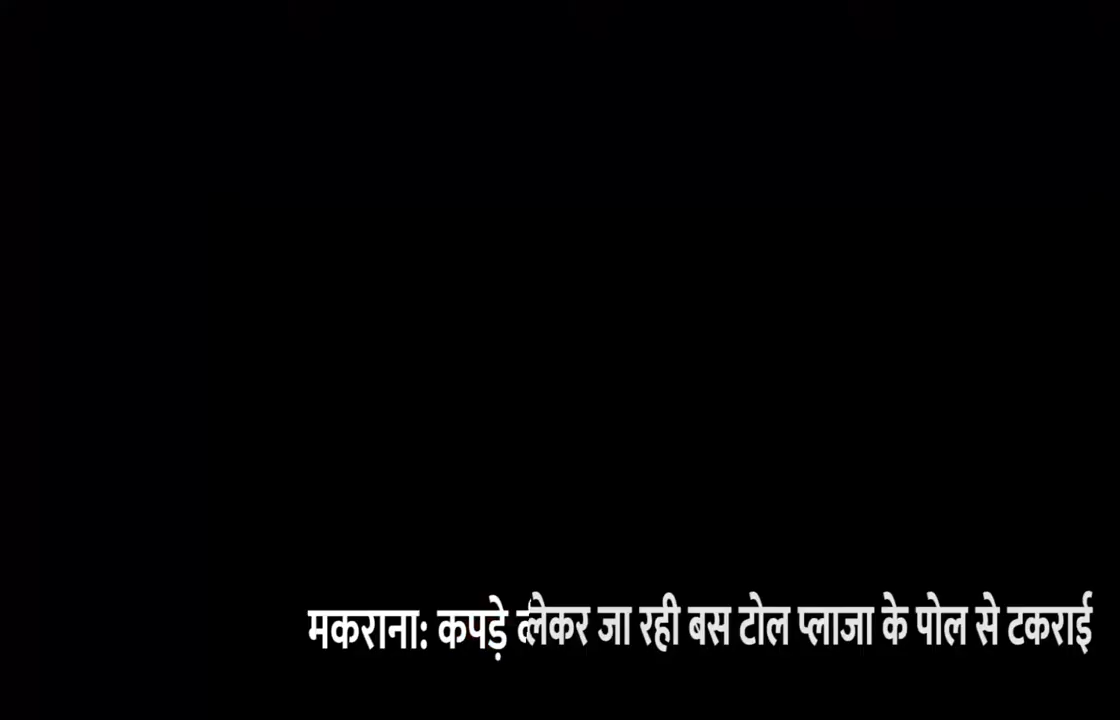 मकराना: कपड़े लेकर जा रही बस टोल प्लाजा के पोल से टकराई